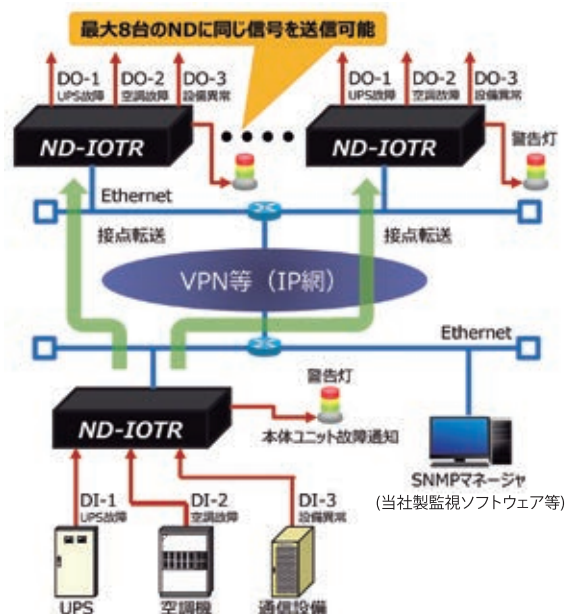 最大8台のNDに同じ信号を送信可能
DO-1 DO-2 DO-3
UPS故障 空調故障 設備異常
DO-1 DO-2 DO-3
UPS故障 空調故障 設備異常
ND-IOTR
ND-IOTR
警告灯
Ethernet
接点転送
接点転送
VPN等（IP網）
Ethernet
警告灯
ND-IOTR
本体ユニット故障通知
SNMPマネージャ
(当社製監視ソフトウェア等)
DI-1 DI-2 DI-3
UPS故障 空調故障 設備異常
UPS 空調機 通信設備